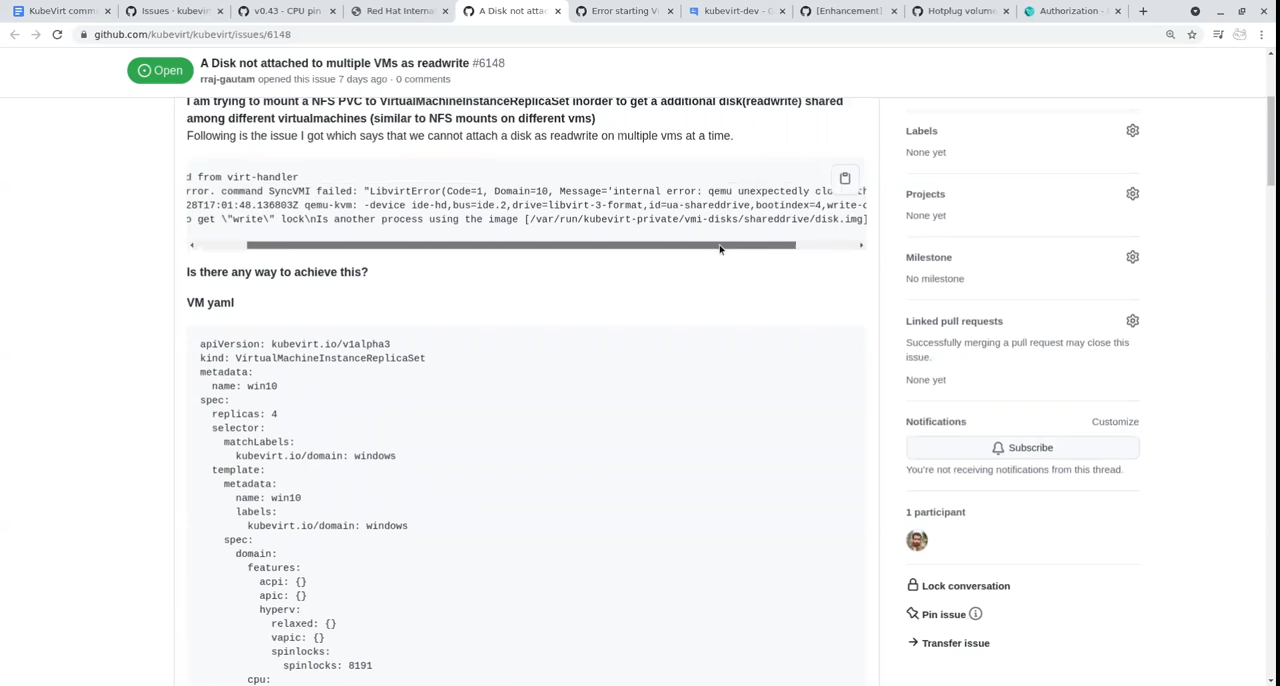 KubeVirt comm
Issues · kubevir
v0.43 - CPU pin
Red Hat Interna
A Disk not attac
Error starting V
kubevirt-dev - G
[Enhancement]
Hotplug volume
Authorization -
github.com/kubevirt/kubevirt/issues/6148
Open
A Disk not attached to multiple VMs as readwrite #6148
rraj-gautam opened this issue 7 days ago · 0 comments
I am trying to mount a NFS PVC to VirtualMachineInstanceReplicaSet inorder to get a additional disk(readwrite) shared
among different virtualmachines (similar to NFS mounts on different vms)
Following is the issue I got which says that we cannot attach a disk as readwrite on multiple vms at a time.
d from virt-handler
error. command SyncVMI failed: "LibvirtError(Code=1, Domain=10, Message='internal error: qemu unexpectedly clo
28T17:01:48.136803Z qemu-kvm: -device ide-hd,bus=ide.2,drive=libvirt-3-format,id=ua-shareddrive,bootindex=4,write-c
o get \"write\" lock\nIs another process using the image [/var/run/kubevirt-private/vmi-disks/shareddrive/disk.img]
Is there any way to achieve this?
VM yaml
apiVersion: kubevirt.io/v1alpha3
kind: VirtualMachineInstanceReplicaSet
metadata:
name: win10
spec:
replicas: 4
selector:
matchLabels:
kubevirt.io/domain: windows
template:
metadata:
name: win10
labels:
kubevirt.io/domain: windows
spec:
domain:
features:
acpi: {}
apic: {}
hyperv:
relaxed: {}
vapic: {}
spinlocks:
spinlocks: 8191
cpu:
Labels
None yet
Projects
None yet
Milestone
No milestone
Linked pull requests
Successfully merging a pull request may close this
issue.
None yet
Notifications
Customize
Subscribe
You're not receiving notifications from this thread.
1 participant
Lock conversation
Pin issue
Transfer issue